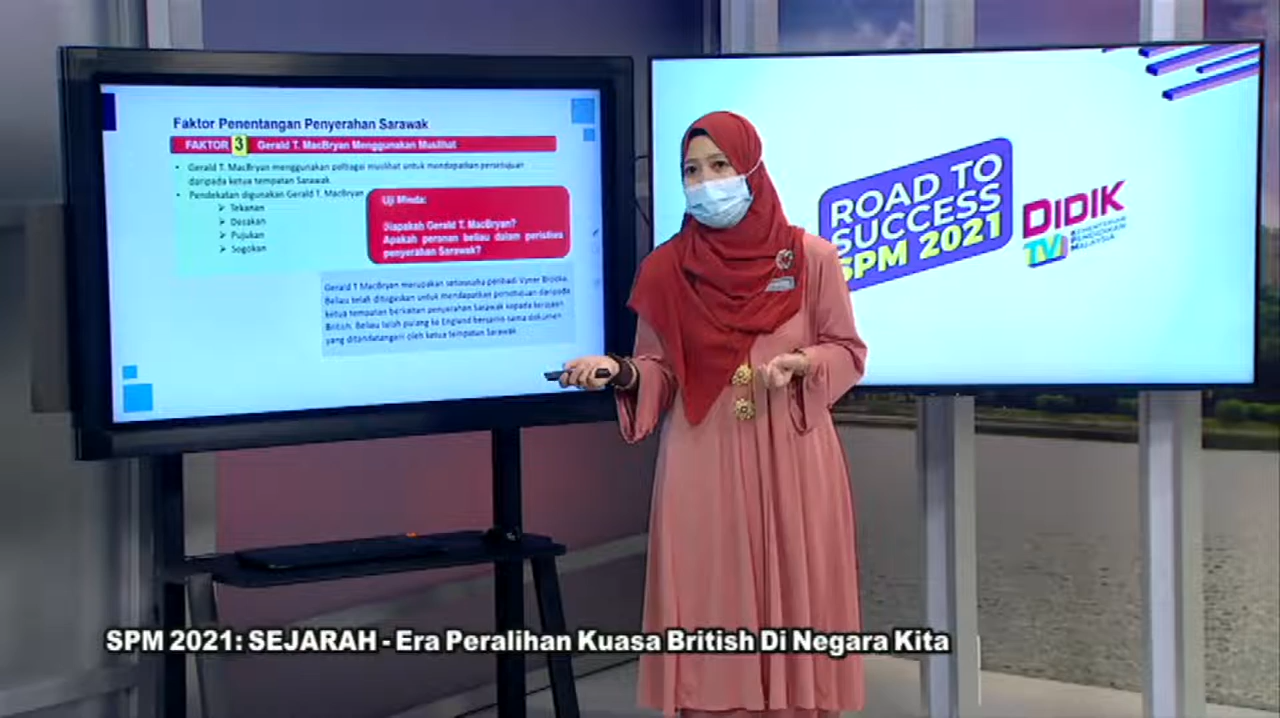 Faktor Penentangan Penyerahan Sarawak
FAKTOR 3 Gerald T. MacBryan Menggunakan Muslihat
• Gerald T. MacBryan menggunakan pelbagai muslihat untuk mendapatkan persetujuan
daripada ketua tempatan Sarawak.
• Pendekatan digunakan Gerald T. MacBryan
➢ Tekanan
➢ Desakan
➢ Pujukan
➢ Sogokan
Uji Minda:
Siapakah Gerald T. MacBryan?
Apakah peranan beliau dalam peristiwa
penyerahan Sarawak?
Gerald T MacBryan merupakan setiausaha peribadi Vyner Brooke.
Beliau telah ditugaskan untuk mendapatkan persetujuan daripada
ketua tempatan berkaitan penyerahan Sarawak kepada kerajaan
British. Beliau telah pulang ke England bersama-sama dokumen
yang ditandatangani oleh ketua tempatan Sarawak
ROAD TO
SUCCESS
SPM 2021
DIDIK
TV
KEMENTERIAN
PENDIDIKAN
MALAYSIA
SPM 2021: SEJARAH - Era Peralihan Kuasa British Di Negara Kita